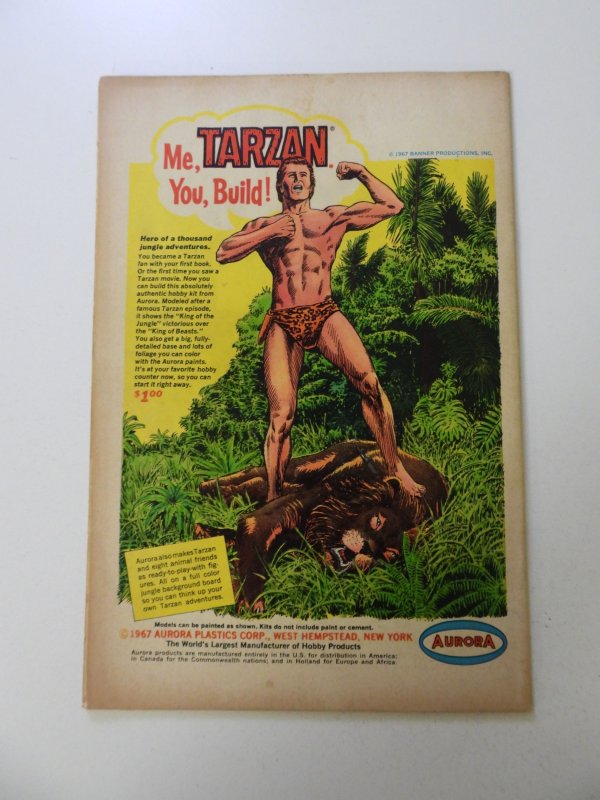 Me, TARZAN®.
You, Build!
© 1967 BANNER PRODUCTIONS, INC.
Hero of a thousand
jungle adventures.
You became a Tarzan
fan with your first book.
Or the first time you saw a
Tarzan movie. Now you
can build this absolutely
authentic hobby kit from
Aurora. Modeled after a
famous Tarzan episode,
it shows the "King of the
Jungle" victorious over
the "King of Beasts."
You also get a big, fully-
detailed base and lots of
foliage you can color
with the Aurora paints.
It's at your favorite hobby
counter now, so you can
start it right away.
$1.00
Aurora also makes Tarzan
and eight animal friends
as ready-to-play-with fig-
ures. All on a full color
jungle background board
so you can think up your
own Tarzan adventures.
Models can be painted as shown. Kits do not include paint or cement.
©1967 AURORA PLASTICS CORP., WEST HEMPSTEAD, NEW YORK
The World's Largest Manufacturer of Hobby Products
Aurora products are manufactured entirely in the U.S. for distribution in America;
in Canada for the Commonwealth nations; and in Holland for Europe and Africa.
AURORA